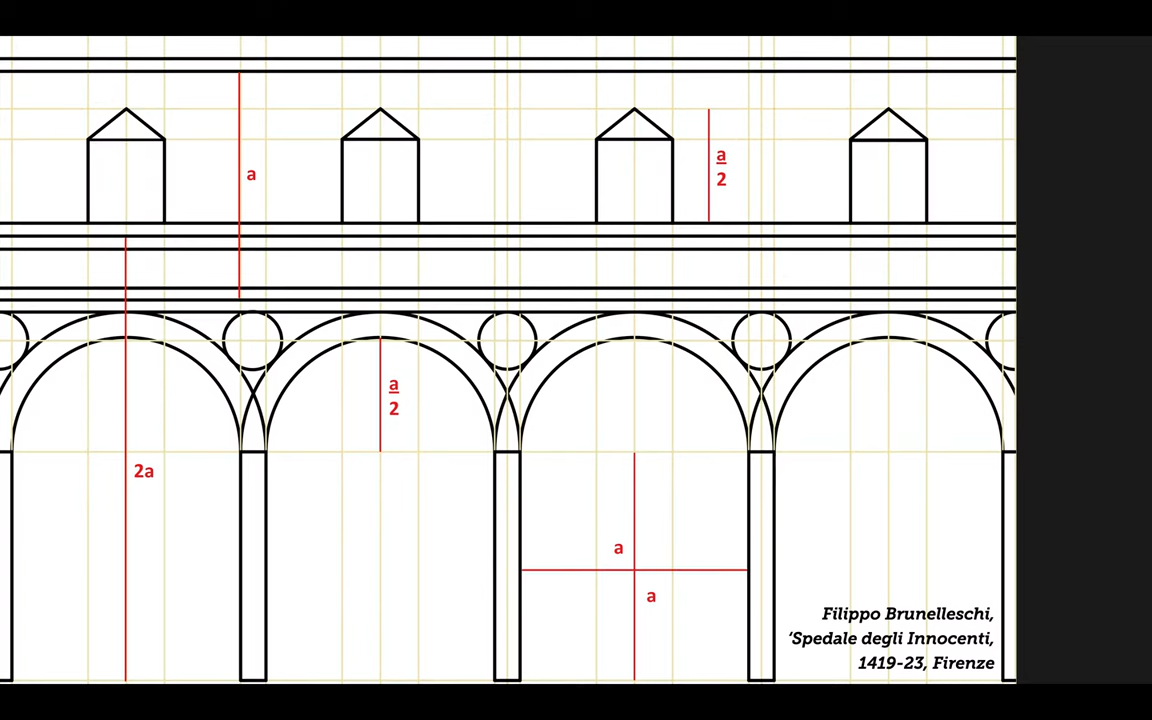 a
a
2
a
2
2a
a
a
Filippo Brunelleschi,
‘Spedale degli Innocenti,
1419-23, Firenze